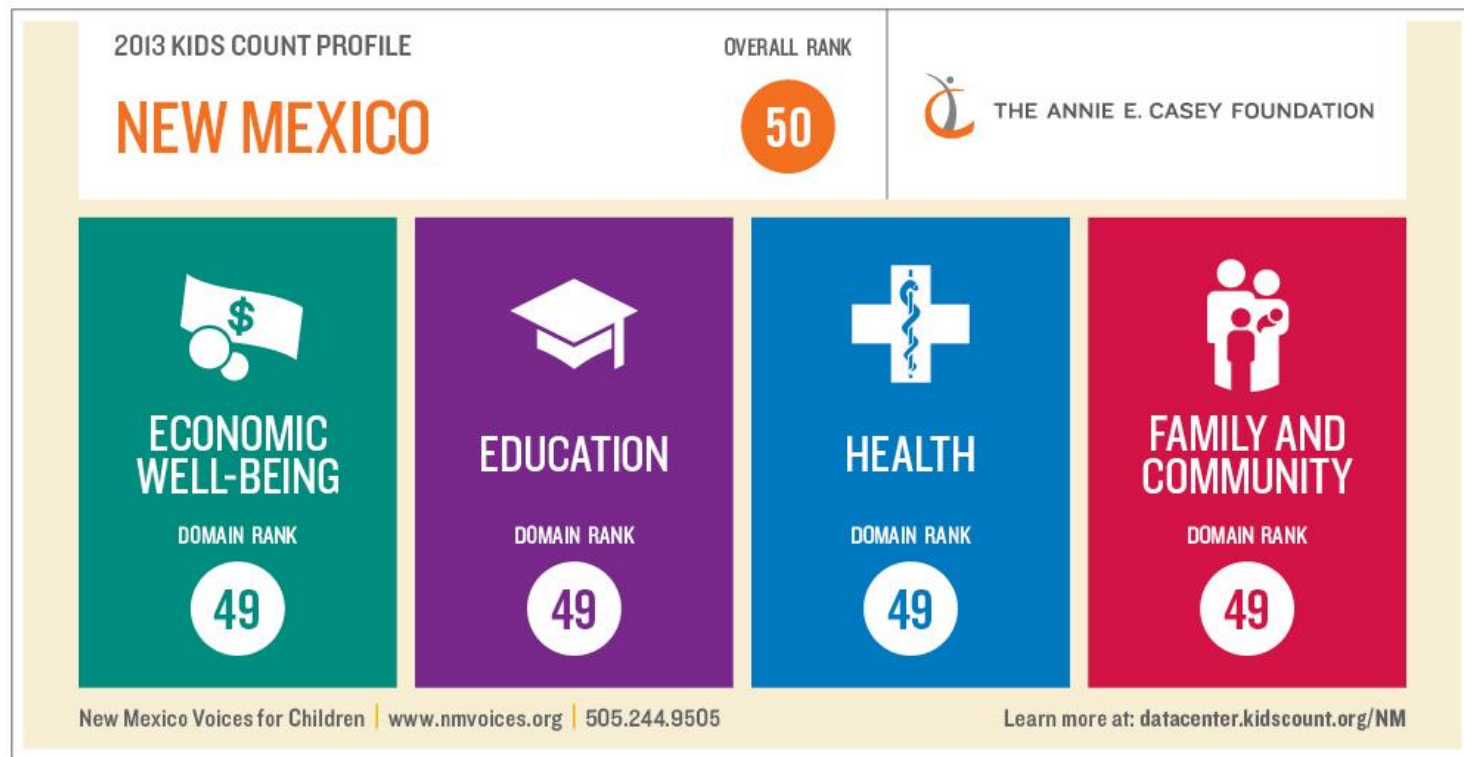 2013 KIDS COUNT PROFILE
OVERALL RANK
NEW MEXICO
50
THE ANNIE E. CASEY FOUNDATION
$
ECONOMIC
WELL-BEING
DOMAIN RANK
49
EDUCATION
DOMAIN RANK
49
HEALTH
DOMAIN RANK
49
FAMILY AND
COMMUNITY
DOMAIN RANK
49
New Mexico Voices for Children | www.nmvoices.org | 505.244.9505
Learn more at: datacenter.kidscount.org/NM